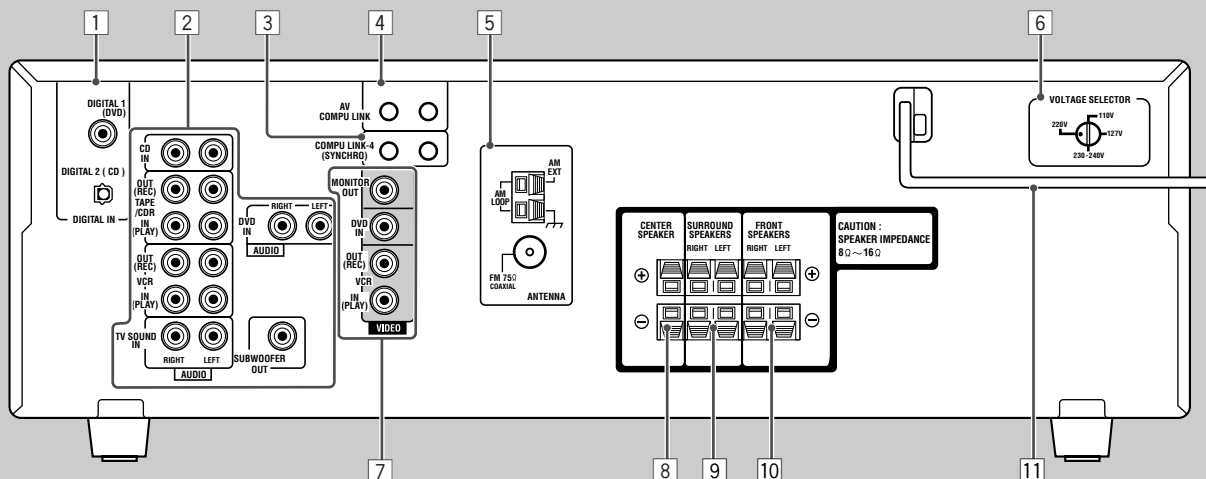 1 2 3 4 5 6
DIGITAL 1
(DVD)
DIGITAL 2 ( CD )
DIGITAL IN
CD
IN
OUT
(REC)
TAPE
/CDR
IN
(PLAY)
OUT
(REC)
VCR
IN
(PLAY)
TV SOUND
IN
RIGHT LEFT
AUDIO
RIGHT LEFT
DVD
IN
AUDIO
SUBWOOFER
OUT
AV
COMPU LINK
COMPU LINK-4
(SYNCHRO)
MONITOR
OUT
DVD
IN
OUT
(REC)
VCR
IN
(PLAY)
VIDEO
AM
EXT
AM
LOOP
FM 75Ω
COAXIAL
ANTENNA
CENTER
SPEAKER
SURROUND
SPEAKERS
RIGHT LEFT
FRONT
SPEAKERS
RIGHT LEFT
+ +
− −
CAUTION :
SPEAKER IMPEDANCE
8Ω～16Ω
VOLTAGE SELECTOR
110V
220V
127V
230-240V
7 8 9 10 11